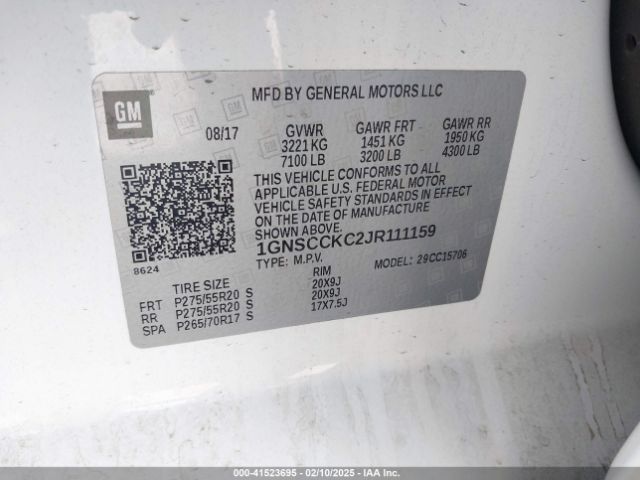 GM
MFD BY GENERAL MOTORS LLC
08/17 GVWR GAWR FRT GAWR RR
3221 KG 1451 KG 1950 KG
7100 LB 3200 LB 4300 LB
THIS VEHICLE CONFORMS TO ALL
APPLICABLE U.S. FEDERAL MOTOR
VEHICLE SAFETY STANDARDS IN EFFECT
ON THE DATE OF MANUFACTURE
SHOWN ABOVE.
1GNSCCKC2JR111159
8624 TYPE: M.P.V. MODEL: 29CC15706
TIRE SIZE RIM
FRT P275/55R20 S 20X9J
RR P275/55R20 S 20X9J
SPA P265/70R17 S 17X7.5J
000-41523695 - 02/10/2025 - IAA Inc.